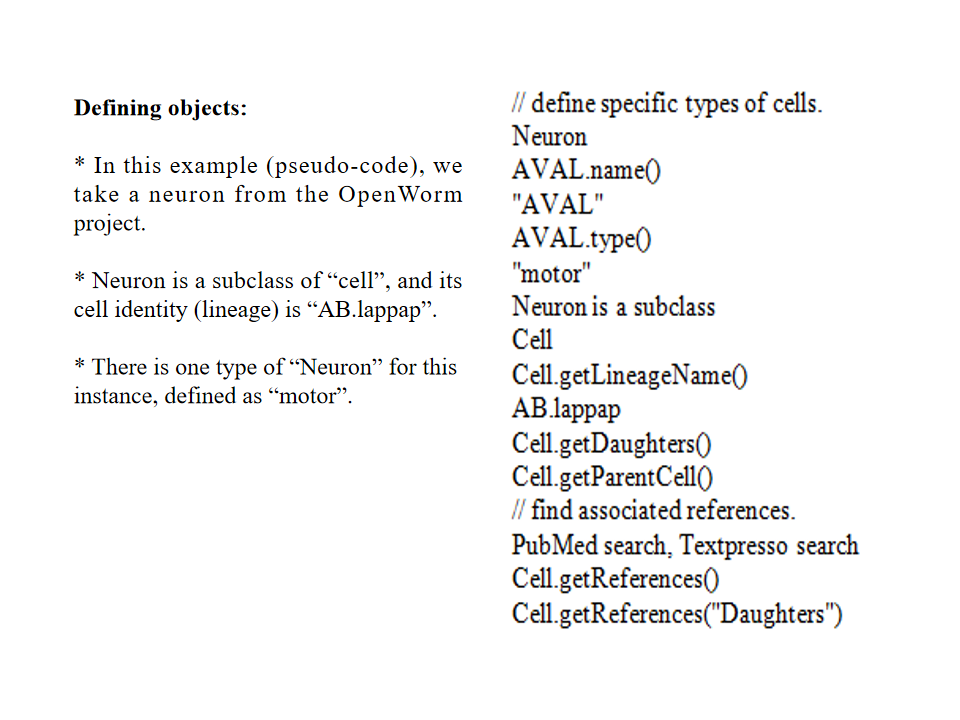 Defining objects:
* In this example (pseudo-code), we
take a neuron from the OpenWorm
project.
* Neuron is a subclass of “cell”, and its
cell identity (lineage) is “AB.lappap”.
* There is one type of “Neuron” for this
instance, defined as “motor”.
// define specific types of cells.
Neuron
AVAL.name()
"AVAL"
AVAL.type()
"motor"
Neuron is a subclass
Cell
Cell.getLineageName()
AB.lappap
Cell.getDaughters()
Cell.getParentCell()
// find associated references.
PubMed search, Textpresso search
Cell.getReferences()
Cell.getReferences("Daughters")